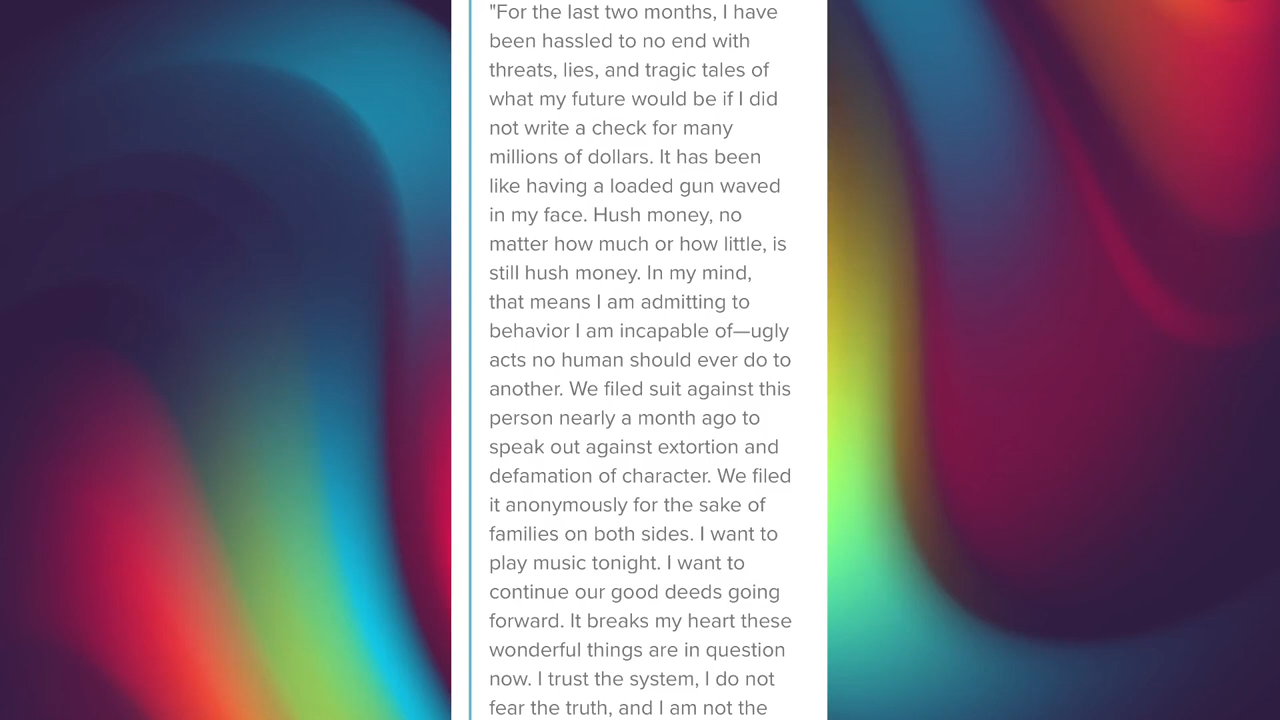 "For the last two months, I have
been hassled to no end with
threats, lies, and tragic tales of
what my future would be if I did
not write a check for many
millions of dollars. It has been
like having a loaded gun waved
in my face. Hush money, no
matter how much or how little, is
still hush money. In my mind,
that means I am admitting to
behavior I am incapable of—ugly
acts no human should ever do to
another. We filed suit against this
person nearly a month ago to
speak out against extortion and
defamation of character. We filed
it anonymously for the sake of
families on both sides. I want to
play music tonight. I want to
continue our good deeds going
forward. It breaks my heart these
wonderful things are in question
now. I trust the system, I do not
fear the truth, and I am not the